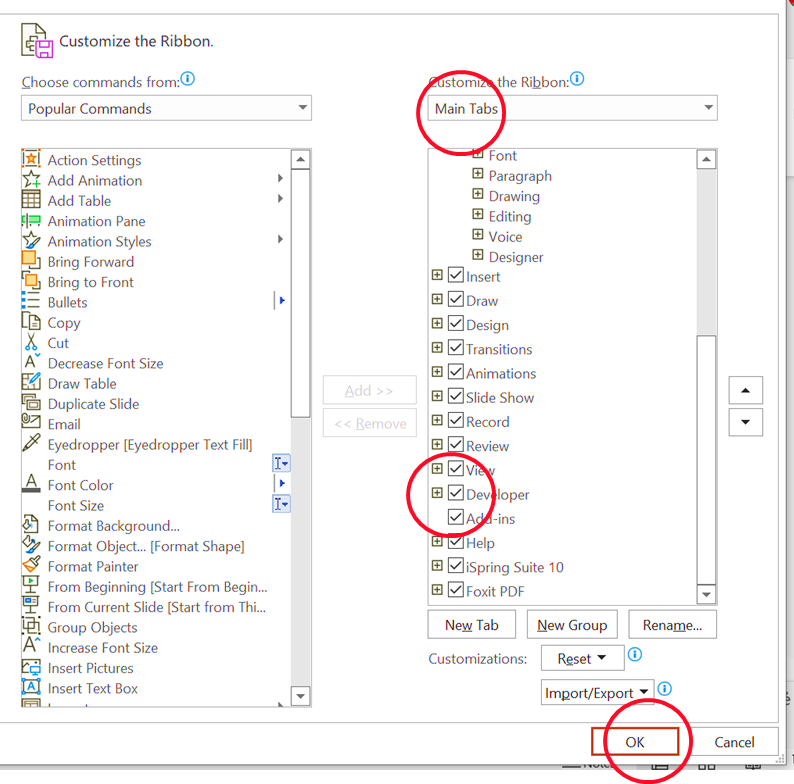 Customize the Ribbon.
Choose commands from:
Popular Commands
Action Settings
Add Animation
Add Table
Animation Pane
Animation Styles
Bring Forward
Bring to Front
Bullets
Copy
Cut
Decrease Font Size
Draw Table
Duplicate Slide
Email
Eyedropper [Eyedropper Text Fill]
Font
Font Color
Font Size
Format Background...
Format Object... [Format Shape]
Format Painter
From Beginning [Start From Begin...
From Current Slide [Start from Thi...
Group Objects
Increase Font Size
Insert Pictures
Insert Text Box
Add >>
<< Remove
Customize the Ribbon:
Main Tabs
Font
Paragraph
Drawing
Editing
Voice
Designer
Insert
Draw
Design
Transitions
Animations
Slide Show
Record
Review
View
Developer
Add-ins
Help
iSpring Suite 10
Foxit PDF
New Tab
New Group
Rename...
Customizations:
Reset
Import/Export
OK
Cancel